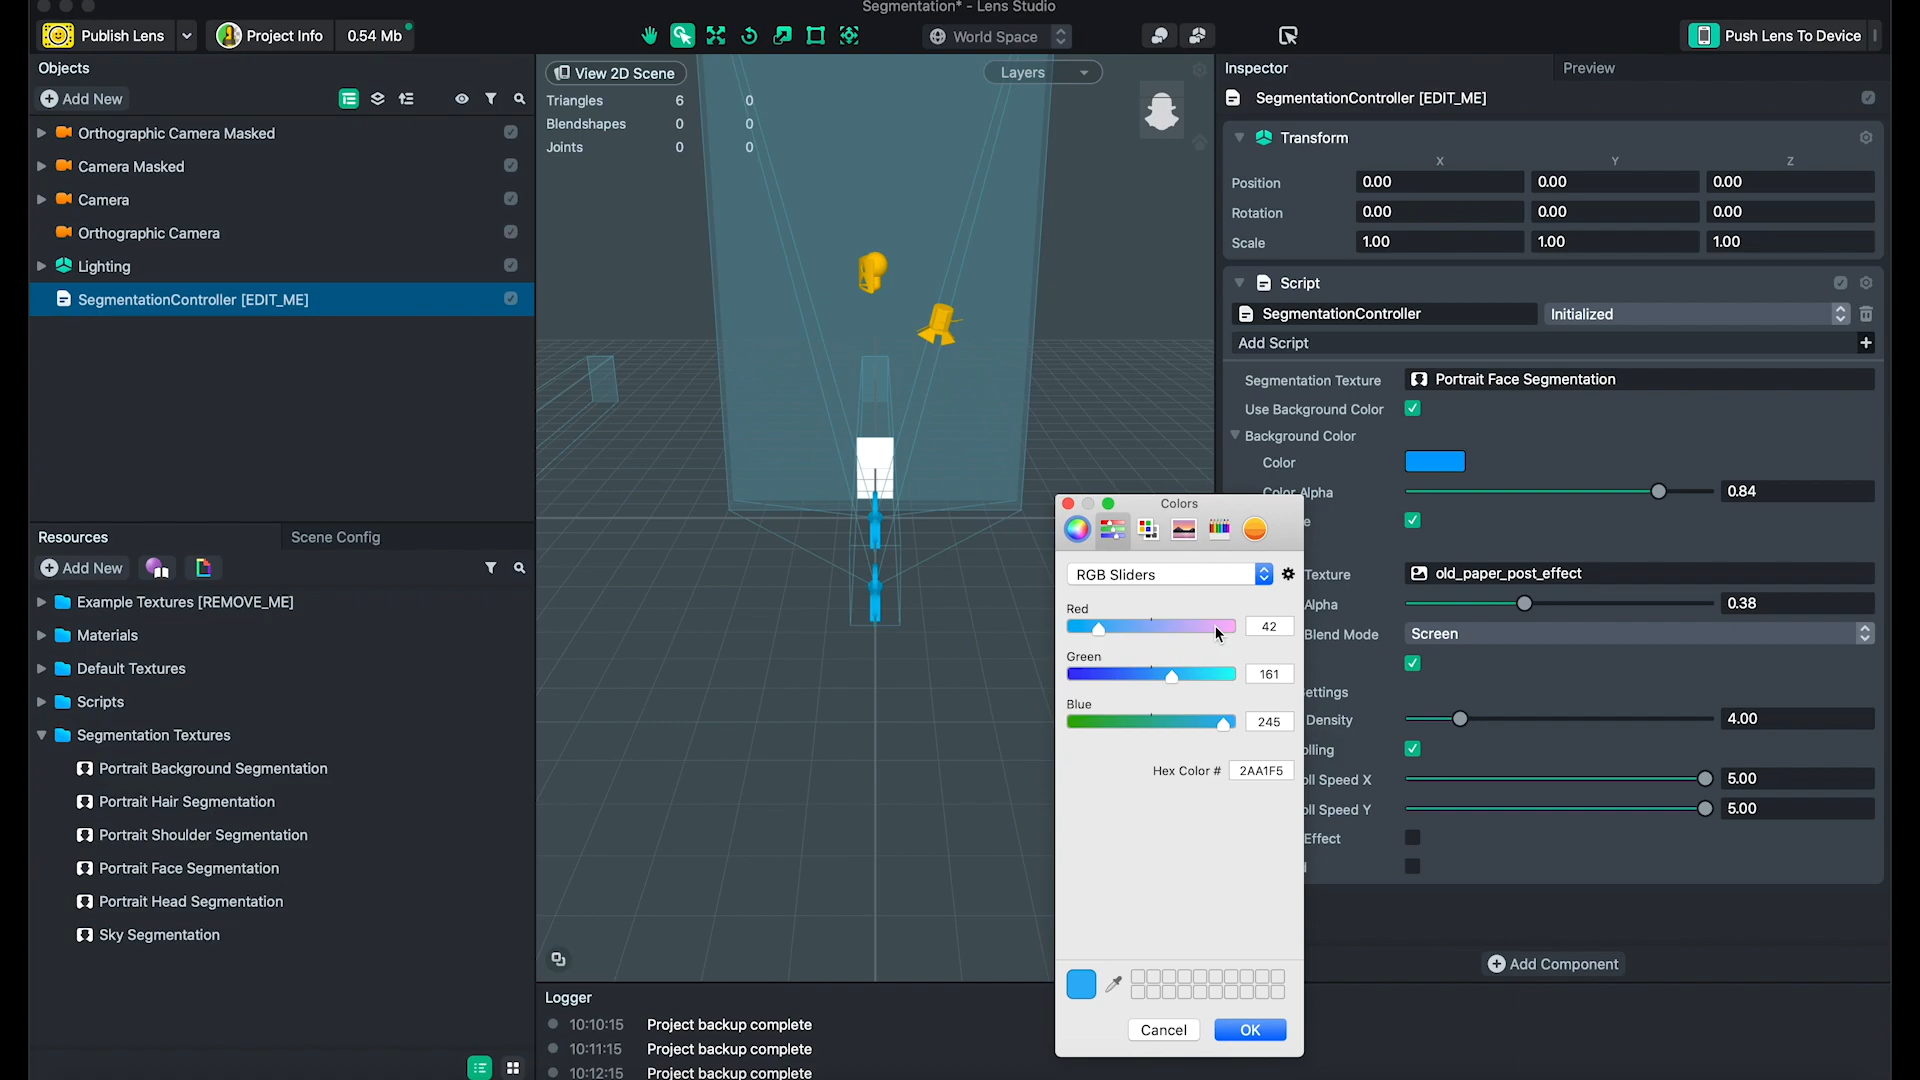 Segmentation* - Lens Studio
Publish Lens
Project Info
0.54 Mb
World Space
Push Lens To Device
Objects
Add New
Orthographic Camera Masked
Camera Masked
Camera
Orthographic Camera
Lighting
SegmentationController [EDIT_ME]
Resources
Scene Config
Add New
Example Textures [REMOVE_ME]
Materials
Default Textures
Scripts
Segmentation Textures
Portrait Background Segmentation
Portrait Hair Segmentation
Portrait Shoulder Segmentation
Portrait Face Segmentation
Portrait Head Segmentation
Sky Segmentation
View 2D Scene
Layers
Triangles 6 0
Blendshapes 0 0
Joints 0 0
Logger
10:10:15 Project backup complete
10:11:15 Project backup complete
10:12:15 Project backup complete
Colors
RGB Sliders
Red
42
Green
161
Blue
245
Hex Color # 2AA1F5
Cancel
OK
Inspector
Preview
SegmentationController [EDIT_ME]
Transform
X Y Z
Position 0.00 0.00 0.00
Rotation 0.00 0.00 0.00
Scale 1.00 1.00 1.00
Script
SegmentationController
Initialized
Add Script
Segmentation Texture Portrait Face Segmentation
Use Background Color
Background Color
Color
Color Alpha 0.84
e
Texture old_paper_post_effect
Alpha 0.38
Blend Mode Screen
ettings
Density 4.00
olling
oll Speed X 5.00
oll Speed Y 5.00
Effect
Add Component